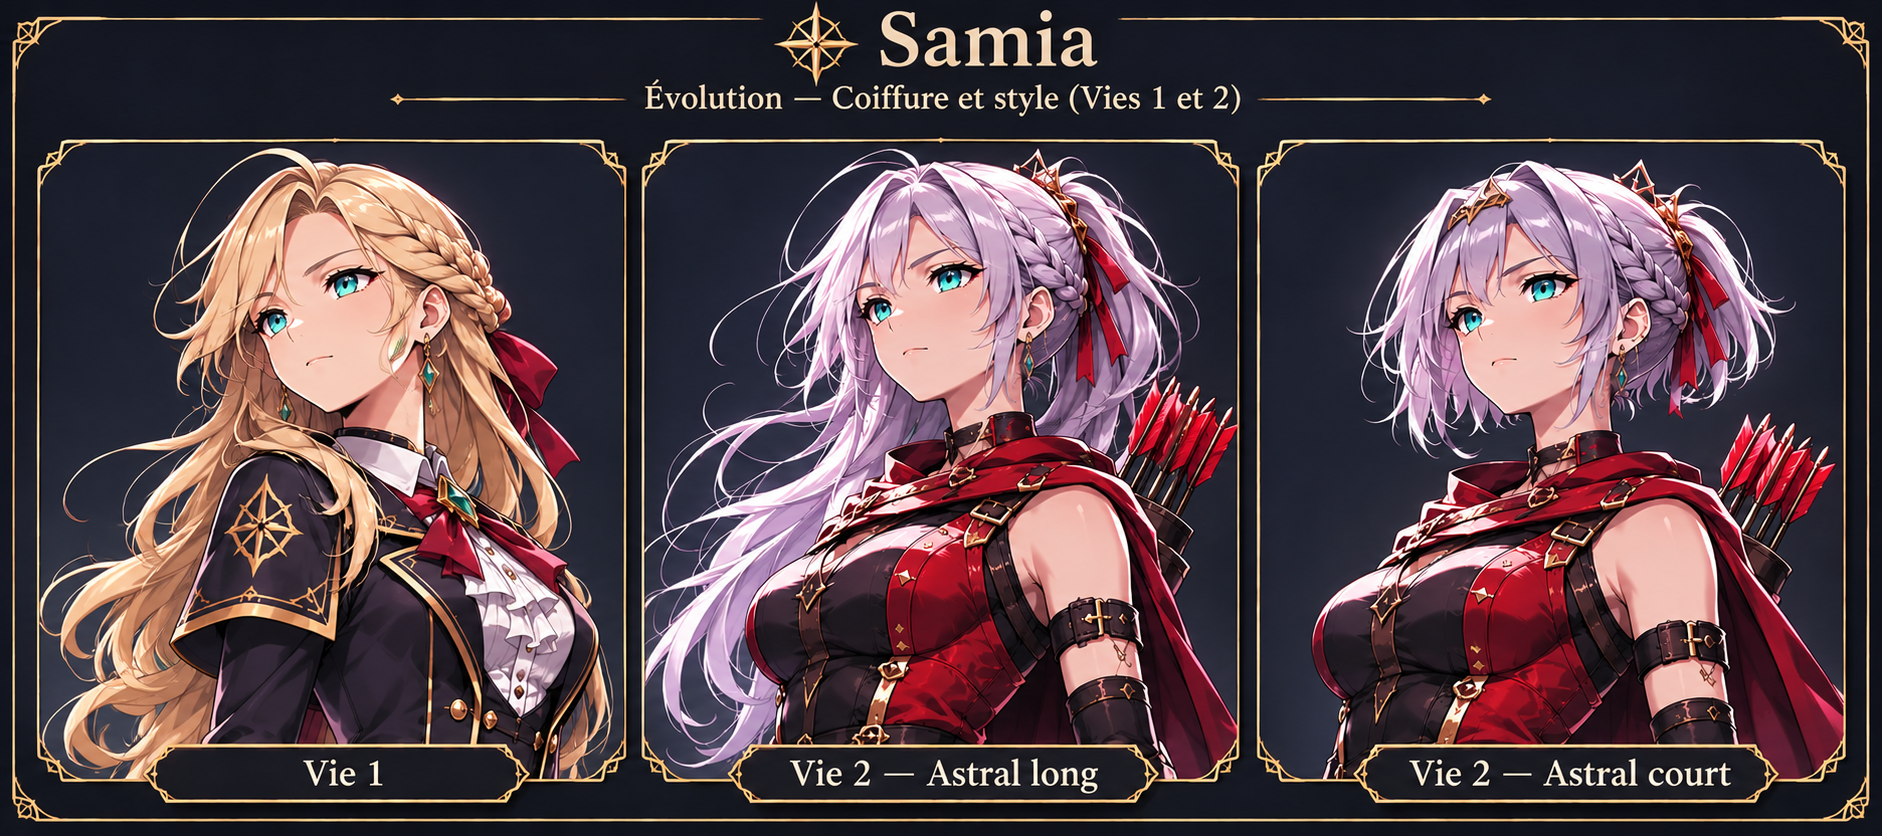 Samia
Évolution — Coiffure et style (Vies 1 et 2)
Vie 1
Vie 2 — Astral long
Vie 2 — Astral court